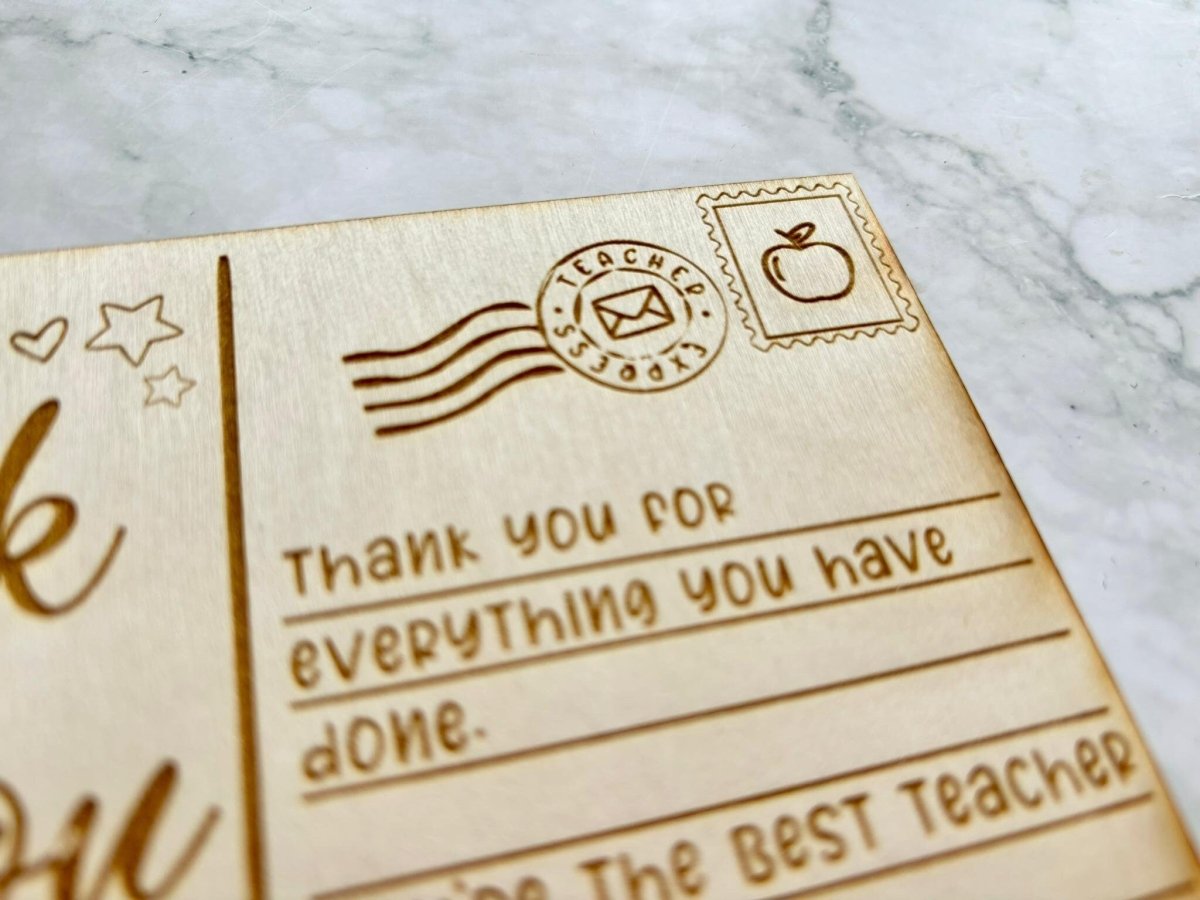 TEACHER
EXPRESS
Thank you for
everything you have
done.
the best teacher